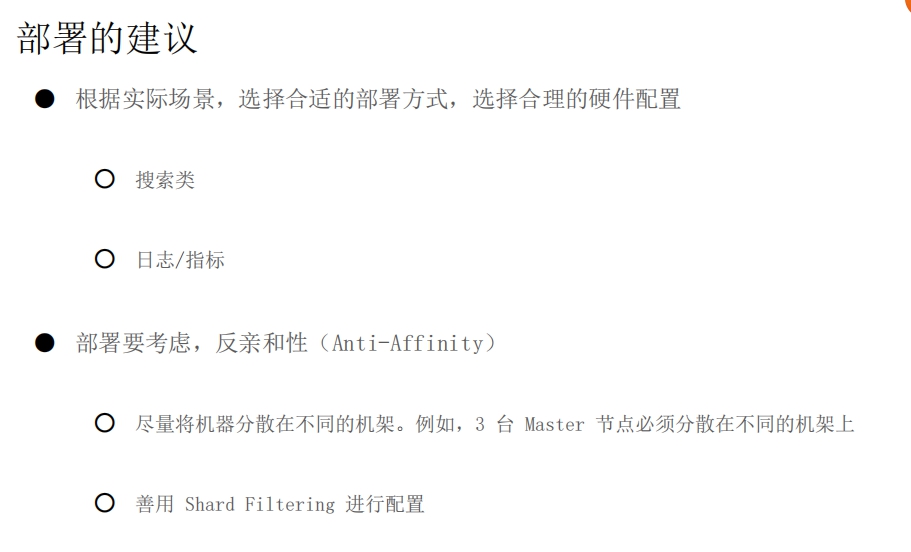 部署的建议
根据实际场景，选择合适的部署方式，选择合理的硬件配置
搜索类
日志/指标
部署要考虑，反亲和性（Anti-Affinity）
尽量将机器分散在不同的机架。例如，3 台 Master 节点必须分散在不同的机架上
善用 Shard Filtering 进行配置